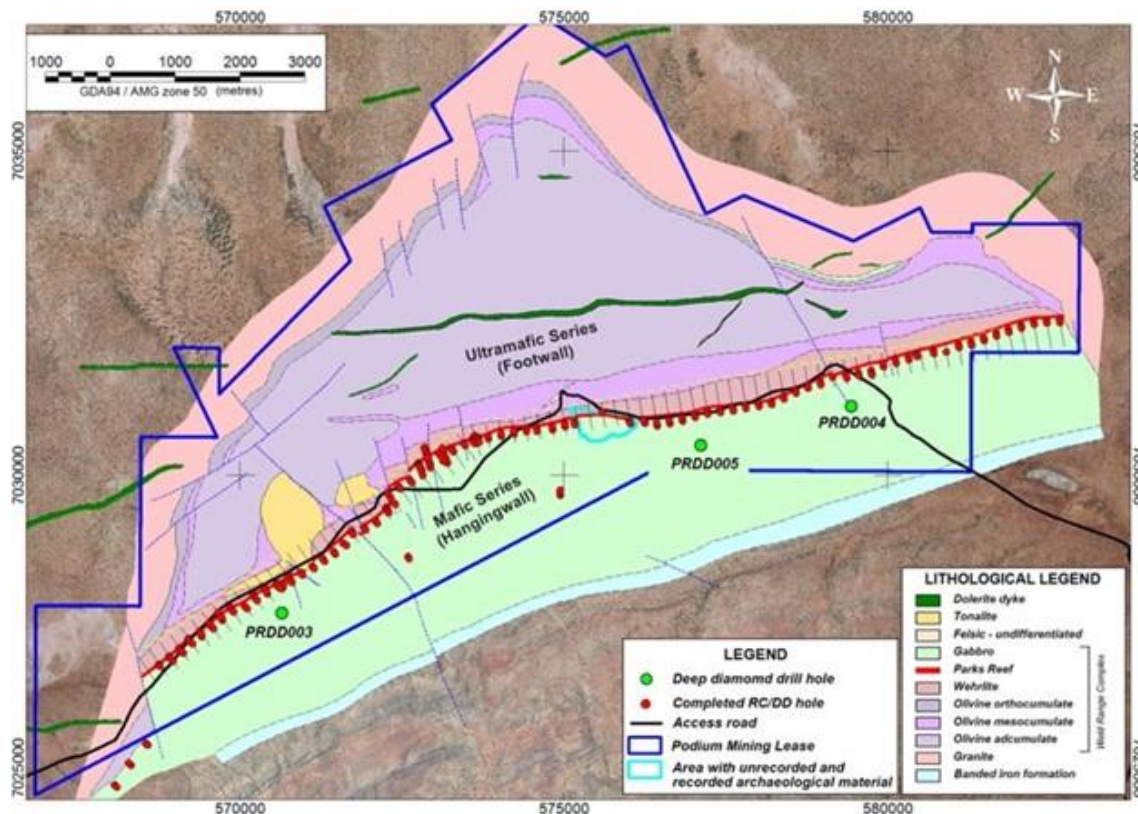 570000 575000 580000
1000 0 1000 2000 3000
GDA94 / AMG zone 50 (metres)
N
W E
S
7035000
7035000
Ultramafic Series
(Footwall)
PRDD004
PRDD005
7030000
7030000
Mafic Series
(Hangingwall)
PRDD003
LEGEND
Deep diamomd drill hole
Completed RC/DD hole
Access road
Podium Mining Lease
Area with unrecorded and
recorded archaeological material
LITHOLOGICAL LEGEND
Dolerite dyke
Tonalite
Felsic - undifferentiated
Gabbro
Parks Reef
Wehrlite
Olivine orthocumulate
Olivine mesocumulate
Olivine adcumulate
Granite
Banded iron formation
Weld Range Complex
7025000
7025000
570000 575000 580000